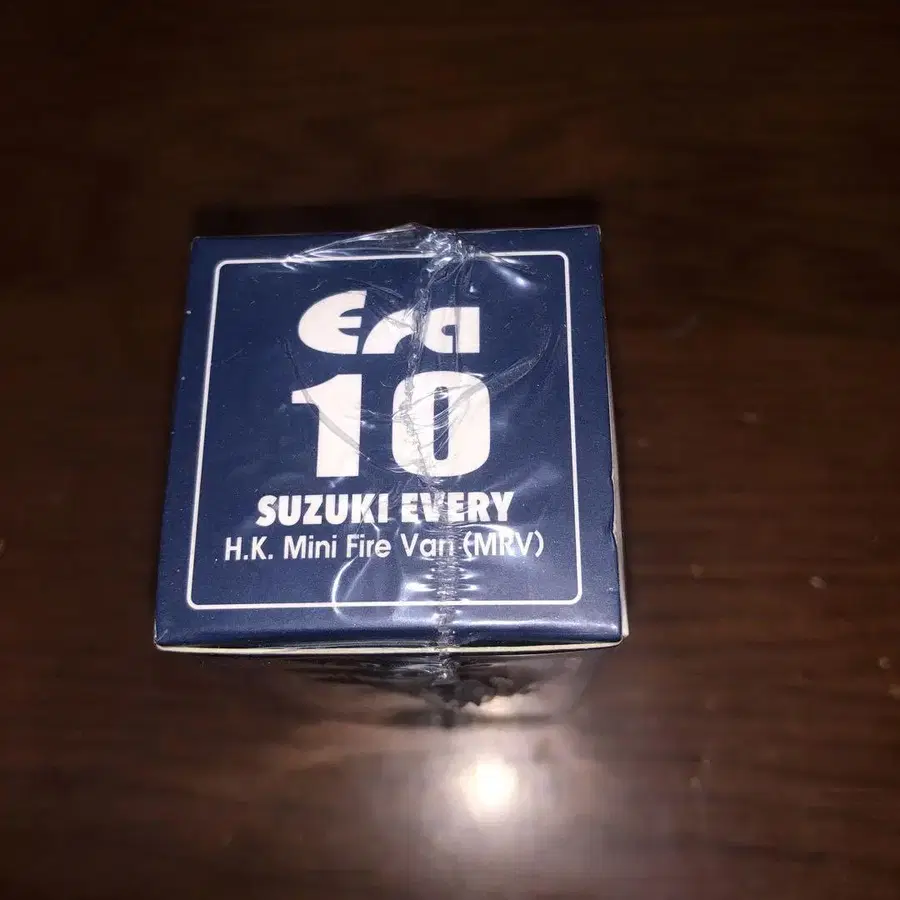 Era
10
SUZUKI EVERY
H.K. Mini Fire Van (MRV)